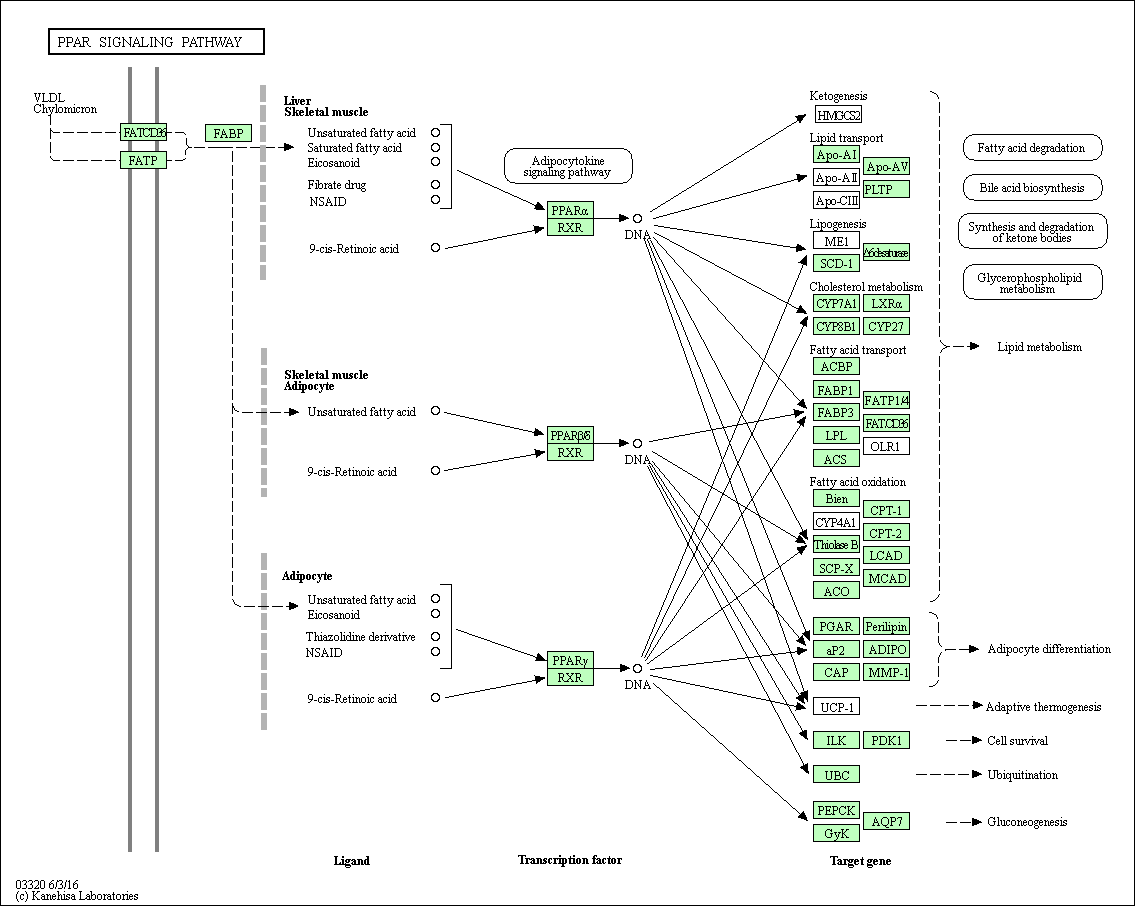 PPAR SIGNALING PATHWAY
VLDL
Chylomicron
FATCD36
FATP
FABP
Liver
Skeletal muscle
Unsaturated fatty acid
Saturated fatty acid
Eicosanoid
Fibrate drug
NSAID
9-cis-Retinoic acid
Adipocytokine
signaling pathway
PPARα
RXR
DNA
Skeletal muscle
Adipocyte
Unsaturated fatty acid
9-cis-Retinoic acid
PPARβ/δ
RXR
DNA
Adipocyte
Unsaturated fatty acid
Eicosanoid
Thiazolidine derivative
NSAID
9-cis-Retinoic acid
PPARγ
RXR
DNA
Ketogenesis
HMGCS2
Lipid transport
Apo-AI
Apo-AV
Apo-AII
PLTP
Apo-CIII
Lipogenesis
ME1
Δ6desaturase
SCD-1
Cholesterol metabolism
CYP7A1
LXRα
CYP8B1
CYP27
Fatty acid transport
ACBP
FABP1
FATP1/4
FABP3
FATCD36
LPL
OLR1
ACS
Fatty acid oxidation
Bien
CPT-1
CYP4A1
CPT-2
Thiolase B
LCAD
SCP-X
MCAD
ACO
PGAR
Perilipin
aP2
ADIPO
CAP
MMP-1
UCP-1
ILK
PDK1
UBC
PEPCK
AQP7
GyK
Fatty acid degradation
Bile acid biosynthesis
Synthesis and degradation
of ketone bodies
Glycerophospholipid
metabolism
Lipid metabolism
Adipocyte differentiation
Adaptive thermogenesis
Cell survival
Ubiquitination
Gluconeogenesis
Ligand
Transcription factor
Target gene
03320 6/3/16
(c) Kanehisa Laboratories